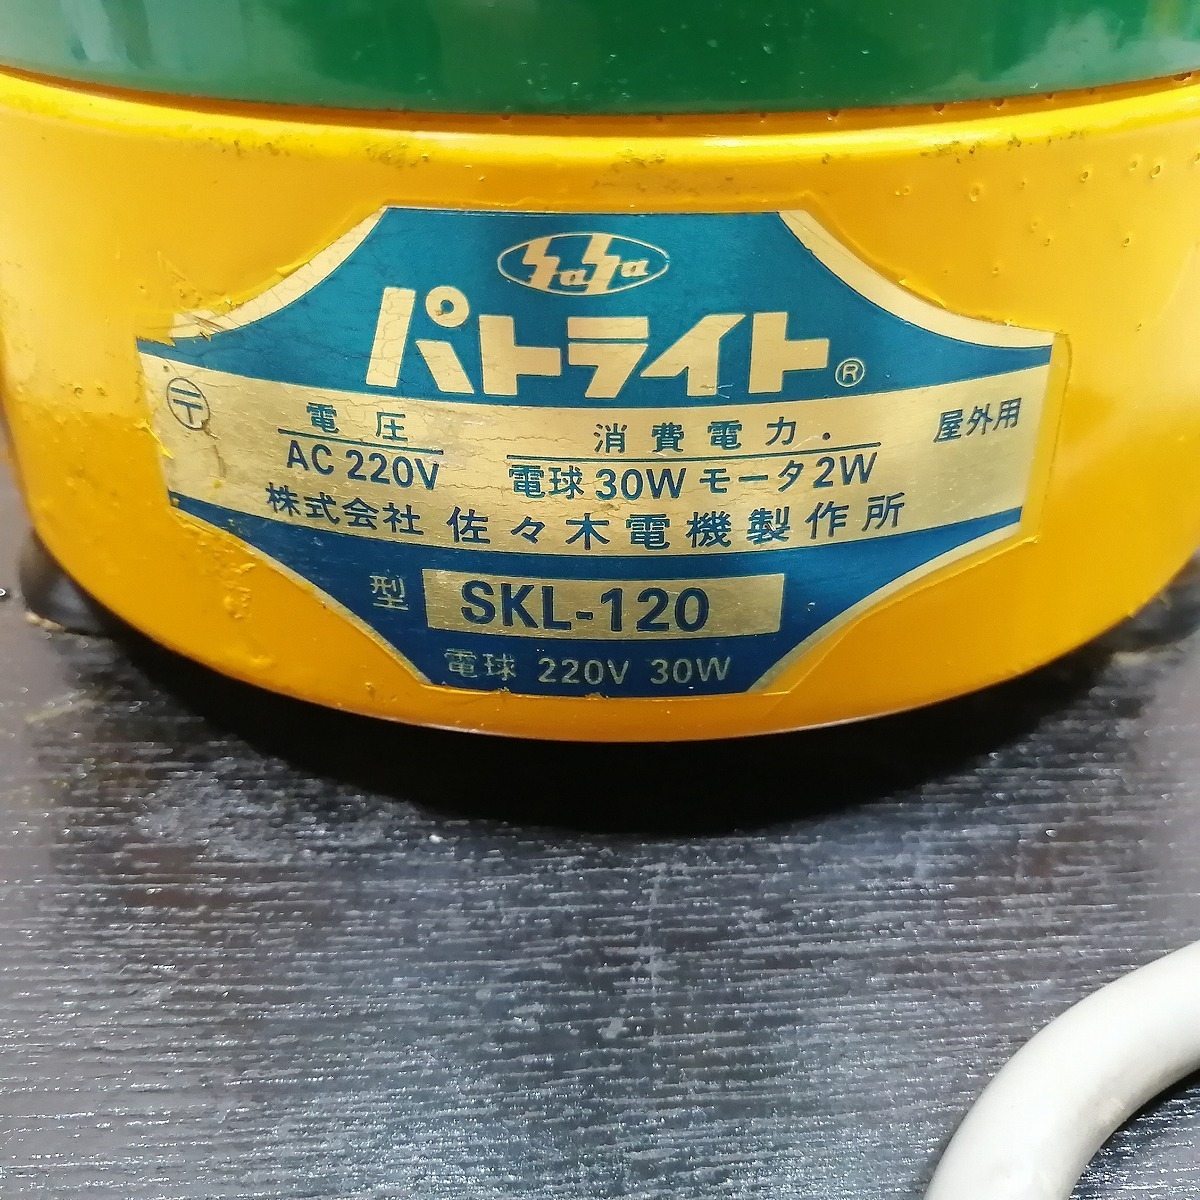 SaSa
パトライト®
〒 電圧 消費電力. 屋外用
AC 220V 電球 30W モータ 2W
株式会社 佐々木電機製作所
型 SKL-120
電球 220V 30W